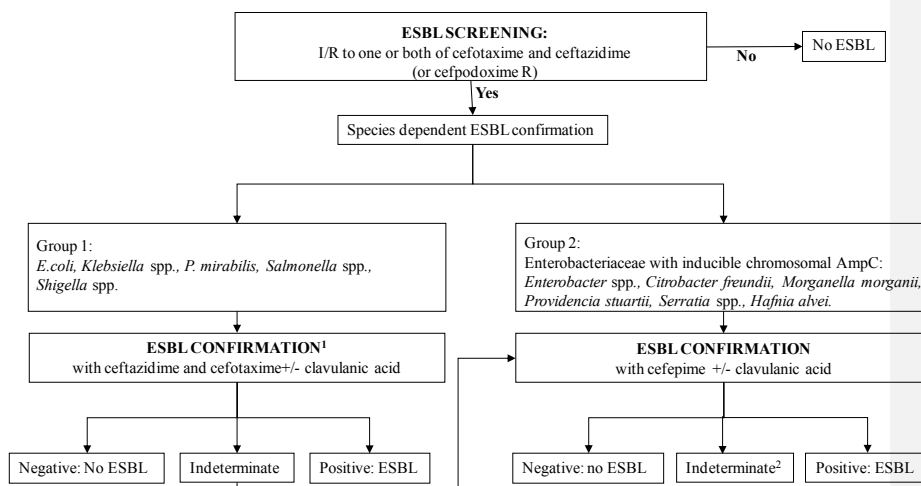 ESBL SCREENING:
I/R to one or both of cefotaxime and ceftazidime
(or cefpodoxime R)
No
No ESBL
Yes
Species dependent ESBL confirmation
Group 1:
E.coli, Klebsiella spp., P. mirabilis, Salmonella spp.,
Shigella spp.
Group 2:
Enterobacteriaceae with inducible chromosomal AmpC:
Enterobacter spp., Citrobacter freundii, Morganella morganii,
Providencia stuartii, Serratia spp., Hafnia alvei.
ESBL CONFIRMATION¹
with ceftazidime and cefotaxime+/- clavulanic acid
ESBL CONFIRMATION
with cefepime +/- clavulanic acid
Negative: No ESBL
Indeterminate
Positive: ESBL
Negative: no ESBL
Indeterminate²
Positive: ESBL